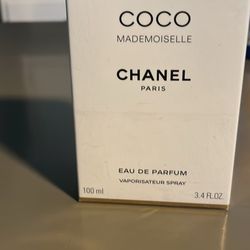 COCO
MADEMOISELLE
CHANEL
PARIS
EAU DE PARFUM
VAPORISATEUR SPRAY
100 ml 3.4 FL.OZ.